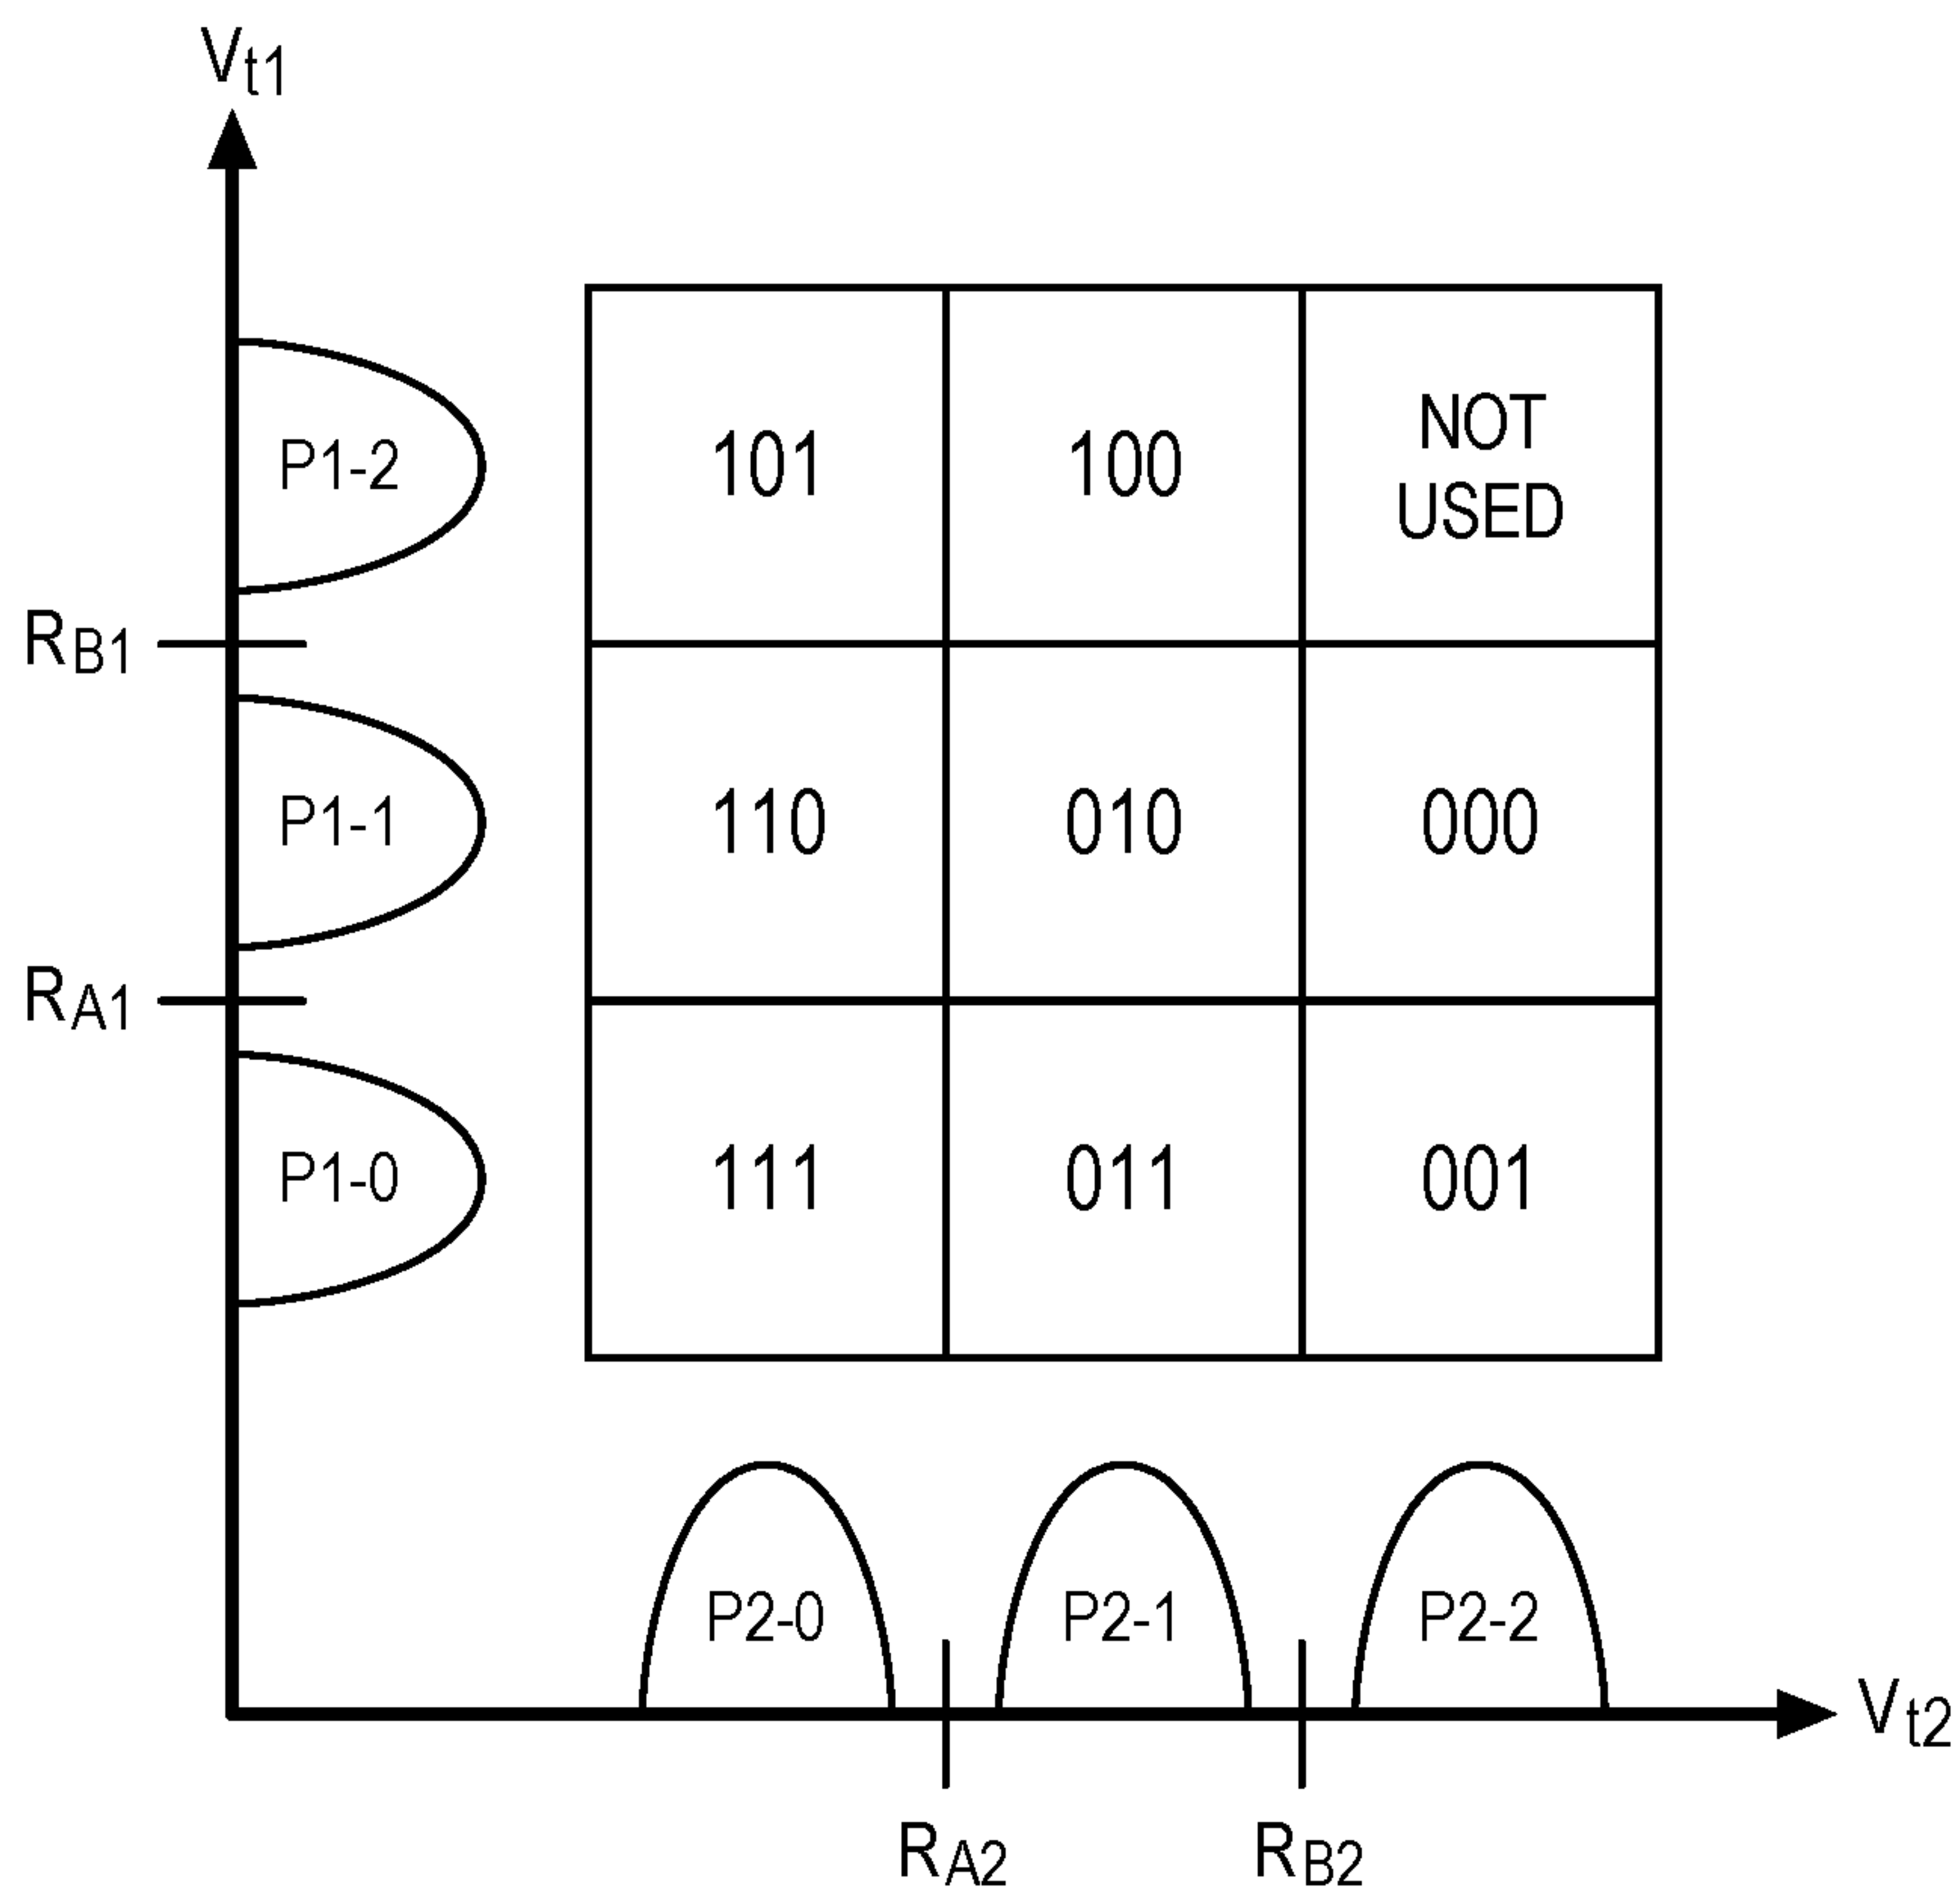 Vt1
P1-2
101
100
NOT
USED
RB1
P1-1
110
010
000
RA1
P1-0
111
011
001
P2-0
P2-1
P2-2
Vt2
RA2
RB2